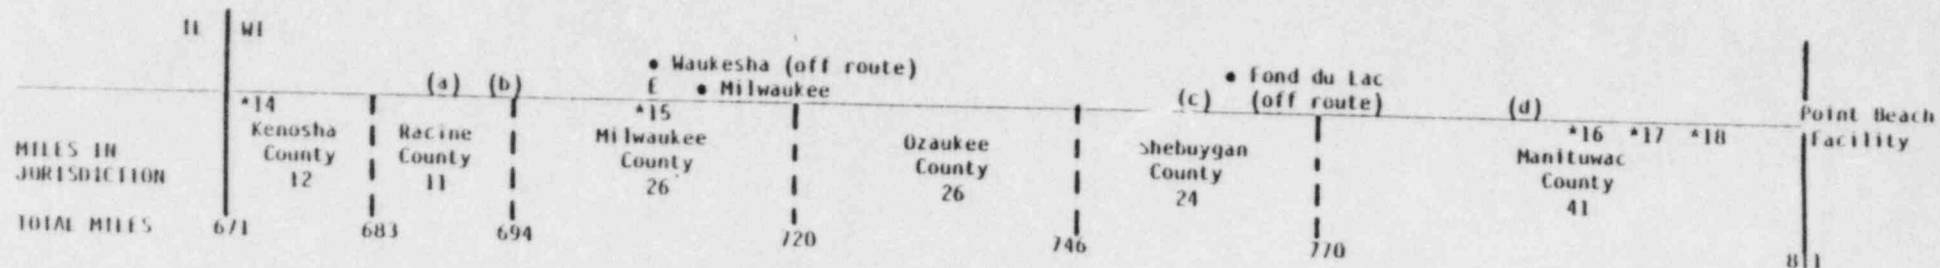 IL WI
• Waukesha (off route)
E • Milwaukee
• Fond du Lac
(off route)
(a) (b)
(c)
(d)
*14
*15
*16 *17 *18
Point Beach
Facility
MILES IN
JURISDICTION
Kenosha
County
12
Racine
County
11
Milwaukee
County
26
Ozaukee
County
26
Shebuygan
County
24
Manituwac
County
41
TOTAL MILES
671
683
694
720
746
770